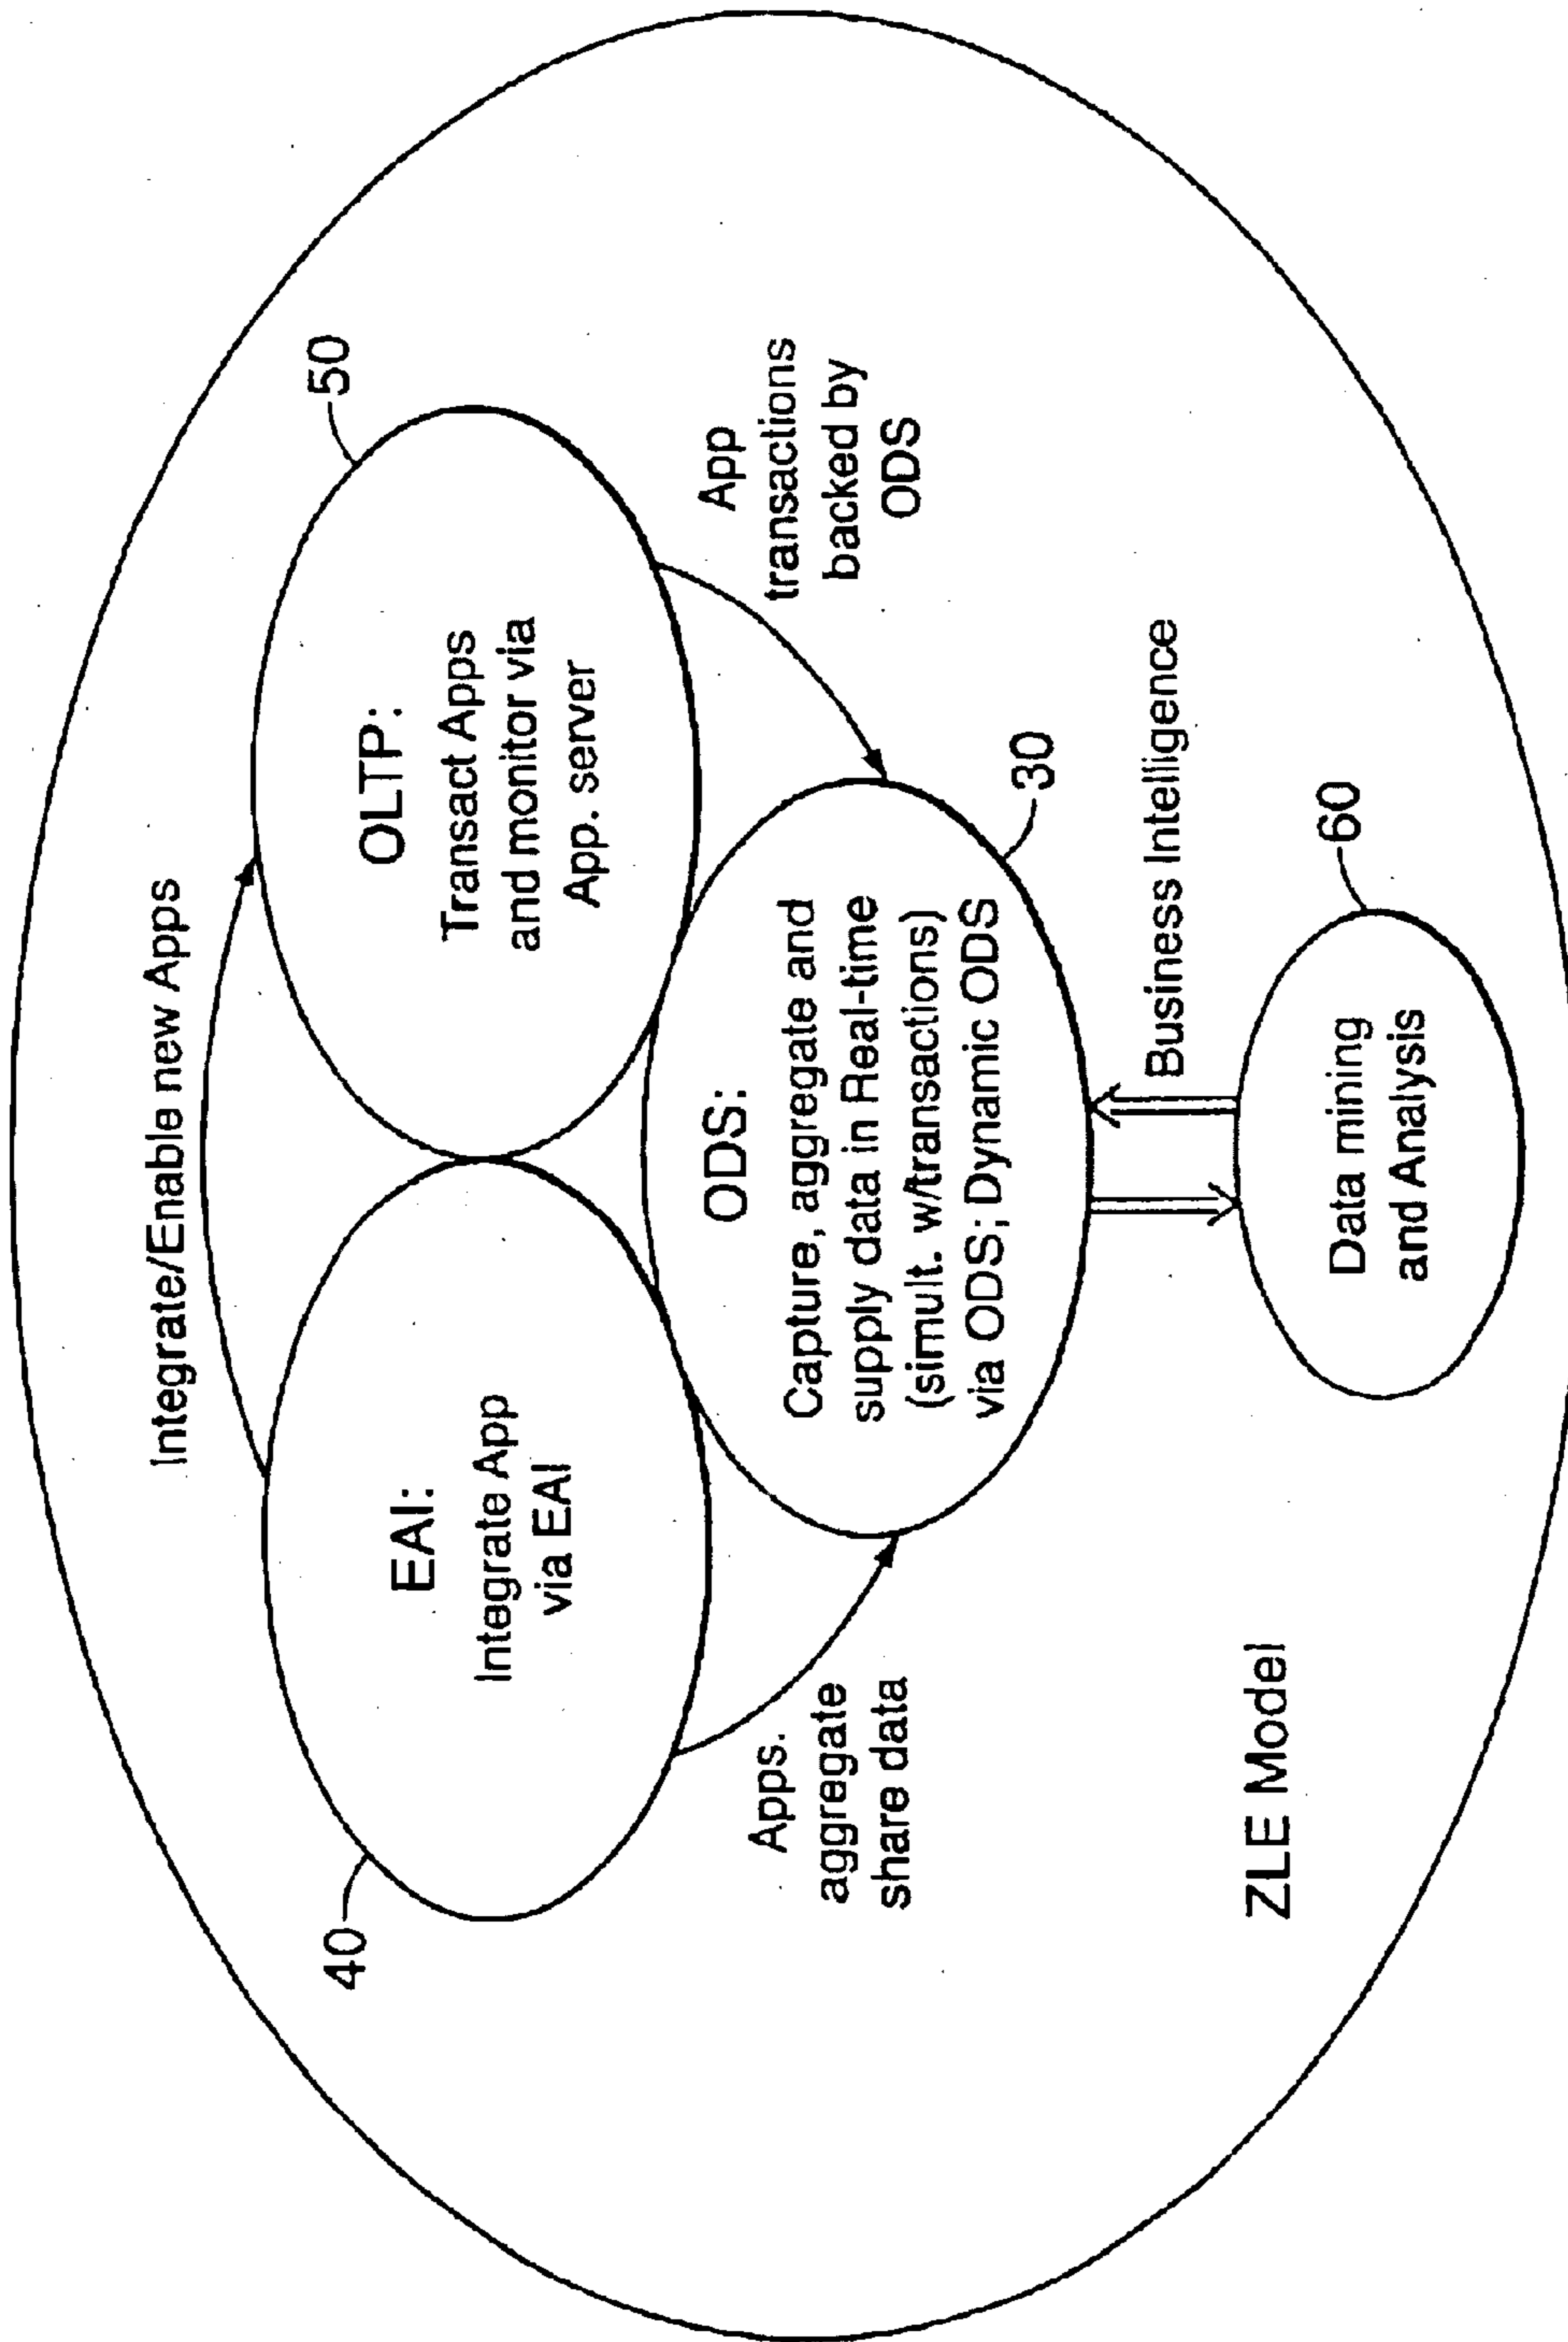 Integrate/Enable new Apps
40
EAI:
Integrate App
via EAI
50
OLTP:
Transact Apps
and monitor via
App. server
Apps.
aggregate
share data
App
transactions
backed by
ODS
ODS:
Capture, aggregate and
supply data in Real-time
(simult. w/transactions)
via ODS; Dynamic ODS
30
Business Intelligence
60
Data mining
and Analysis
ZLE Model